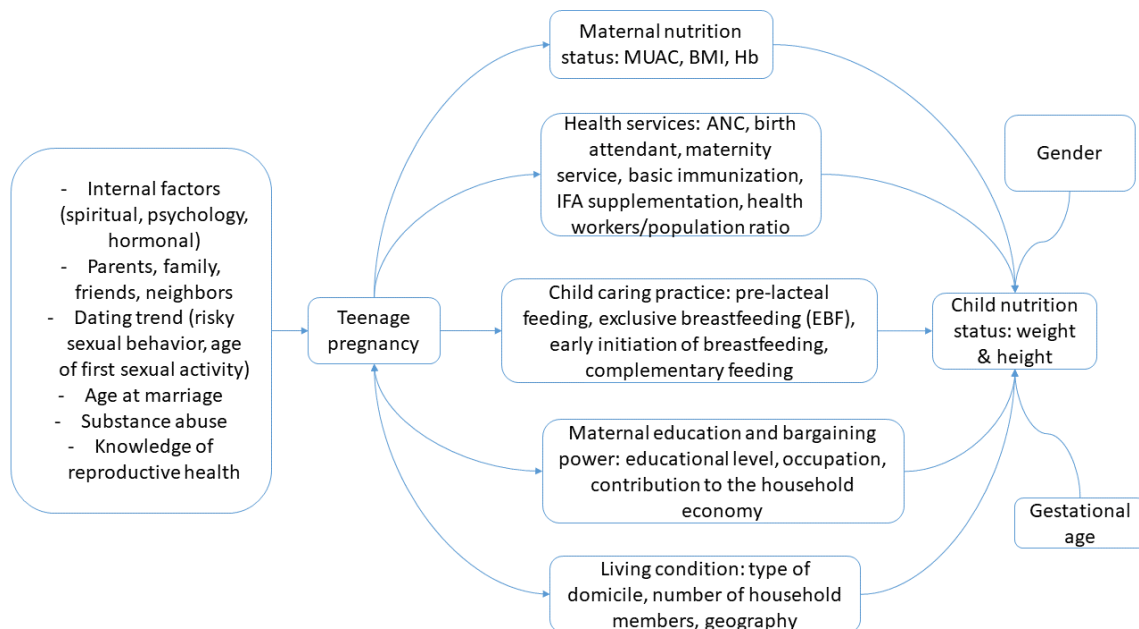 - Internal factors
(spiritual, psychology,
hormonal)
- Parents, family,
friends, neighbors
- Dating trend (risky
sexual behavior, age
of first sexual activity)
- Age at marriage
- Substance abuse
- Knowledge of
reproductive health
Teenage
pregnancy
Maternal nutrition
status: MUAC, BMI, Hb
Health services: ANC, birth
attendant, maternity
service, basic immunization,
IFA supplementation, health
workers/population ratio
Child caring practice: pre-lacteal
feeding, exclusive breastfeeding (EBF),
early initiation of breastfeeding,
complementary feeding
Maternal education and bargaining
power: educational level, occupation,
contribution to the household
economy
Living condition: type of
domicile, number of household
members, geography
Gender
Child nutrition
status: weight
& height
Gestational
age